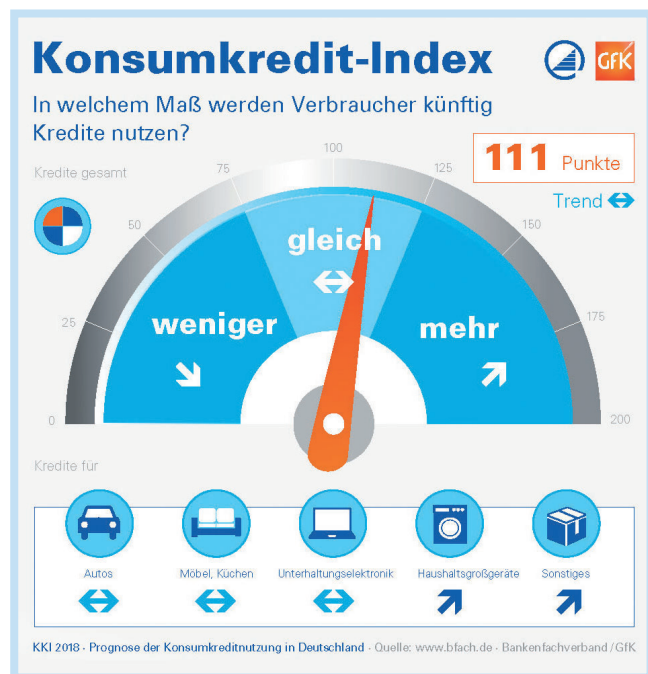 Konsumkredit-Index
GfK
In welchem Maß werden Verbraucher künftig
Kredite nutzen?
111 Punkte
Trend
Kredite gesamt
0
25
50
75
100
125
150
175
200
weniger
gleich
mehr
Kredite für
Autos
Möbel, Küchen
Unterhaltungselektronik
Haushaltsgroßgeräte
Sonstiges
KKI 2018 · Prognose der Konsumkreditnutzung in Deutschland · Quelle: www.bfach.de · Bankenfachverband / GfK